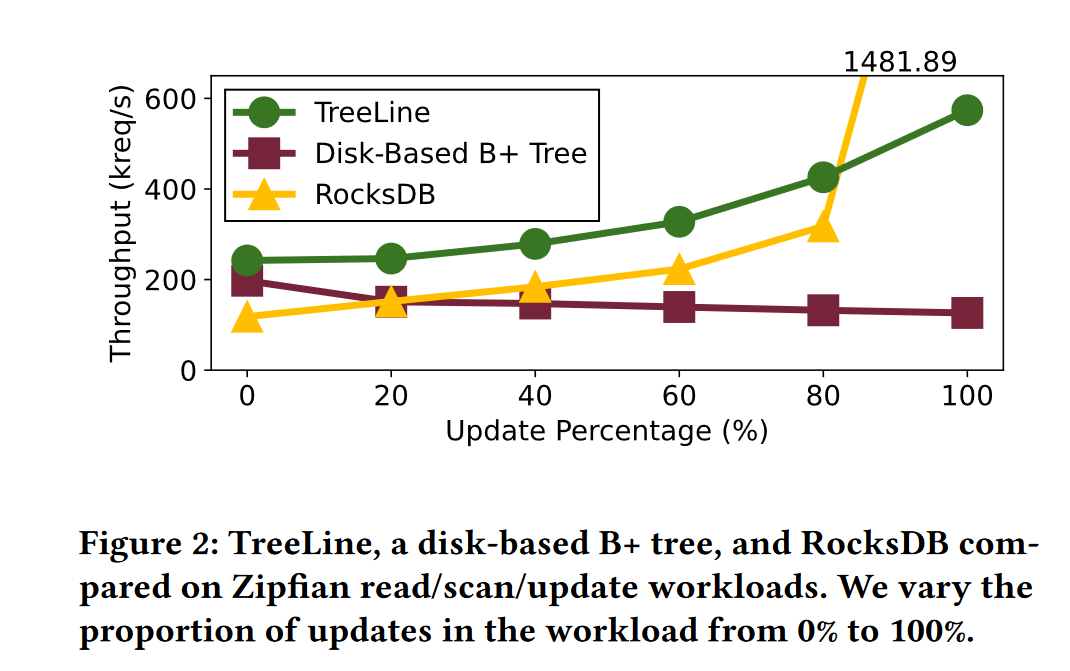 1481.89
600
400
200
0
Throughput (kreq/s)
TreeLine
Disk-Based B+ Tree
RocksDB
0 20 40 60 80 100
Update Percentage (%)
Figure 2: TreeLine, a disk-based B+ tree, and RocksDB com-
pared on Zipfian read/scan/update workloads. We vary the
proportion of updates in the workload from 0% to 100%.